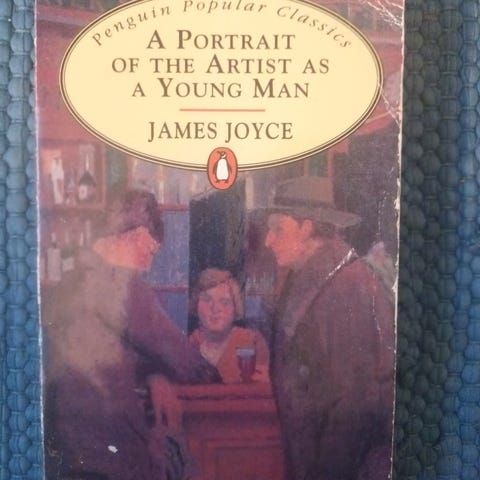 Penguin Popular Classics
A PORTRAIT
OF THE ARTIST AS
A YOUNG MAN
JAMES JOYCE